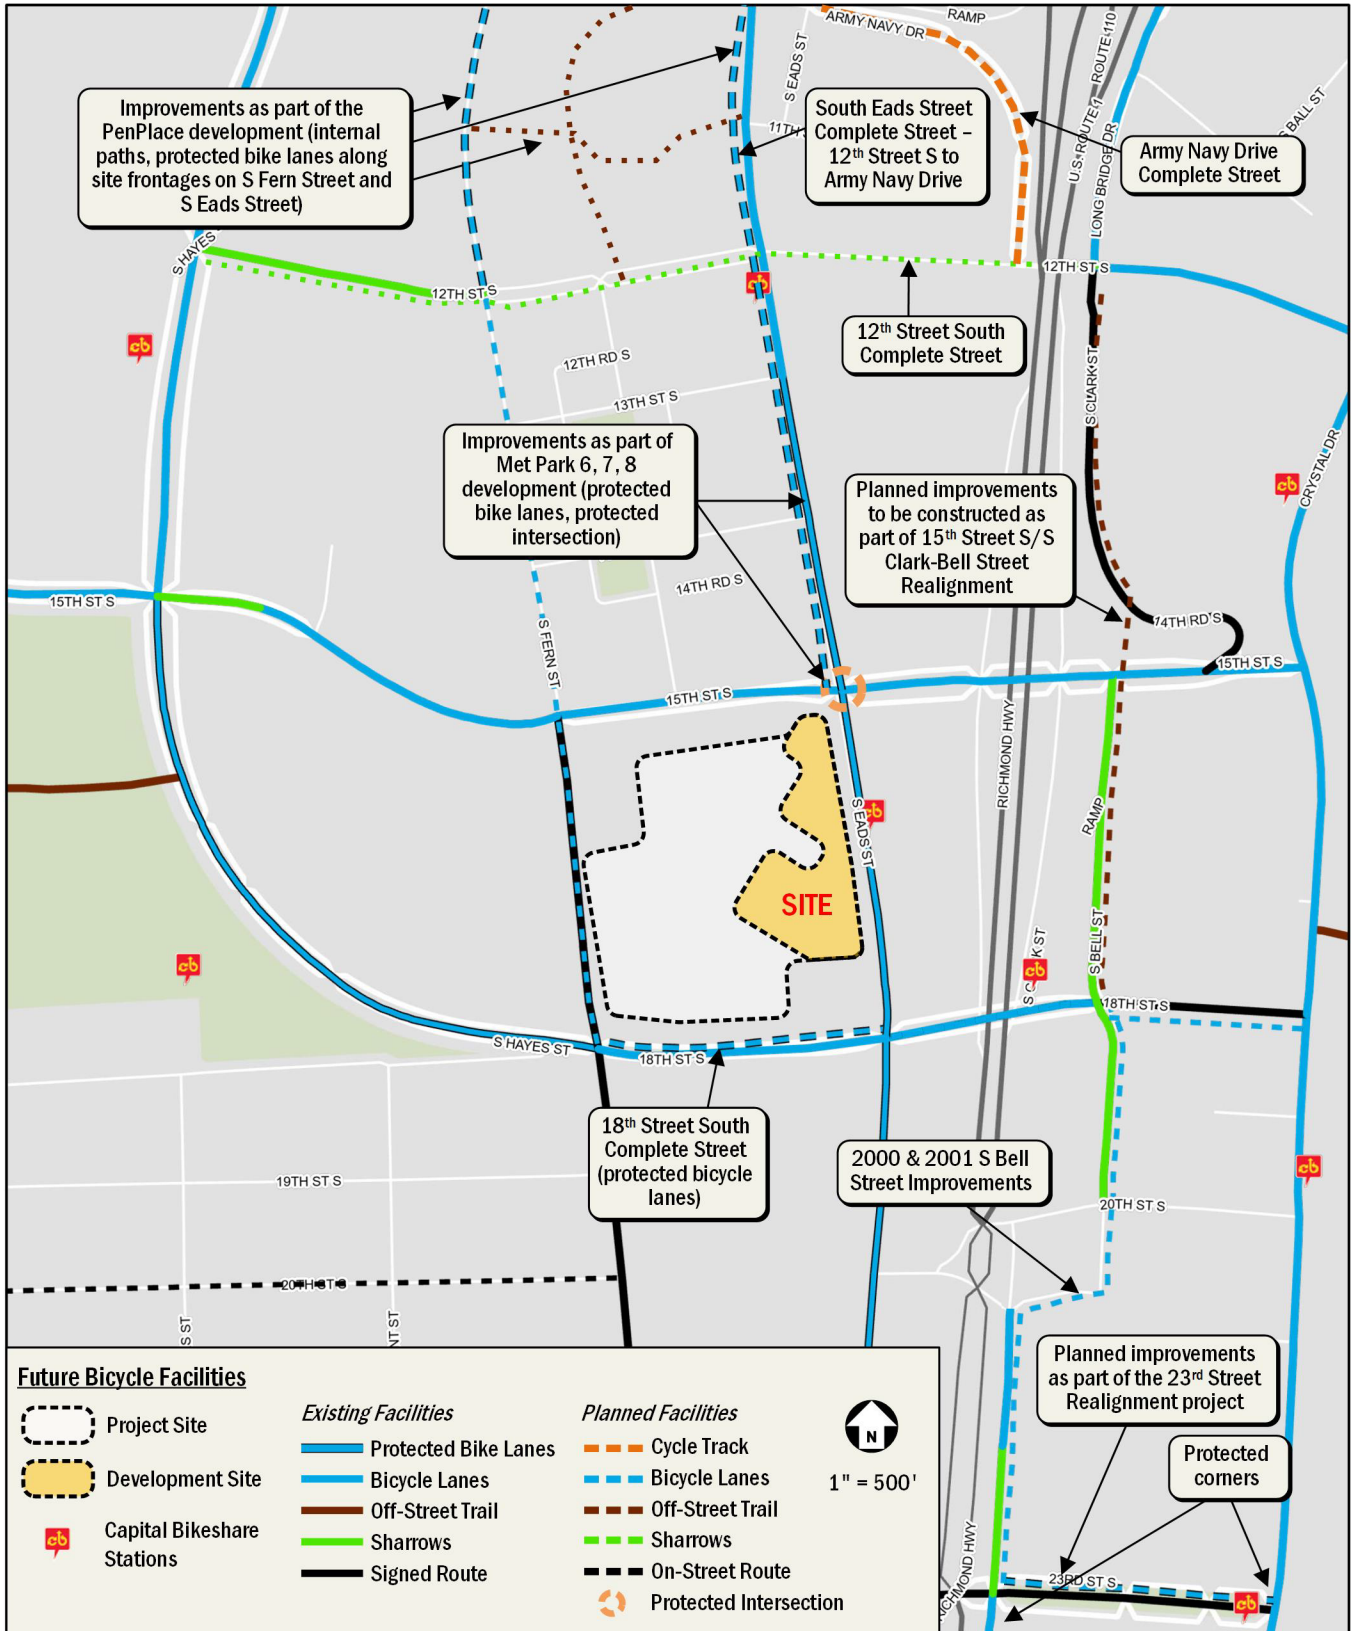 ARMY NAVY DR
RAMP
S EADS ST
U.S. ROUTE 1
ROUTE 110
LONG BRIDGE DR
S BALL ST
11TH
Improvements as part of the
PenPlace development (internal
paths, protected bike lanes along
site frontages on S Fern Street and
S Eads Street)
South Eads Street
Complete Street –
12th Street S to
Army Navy Drive
Army Navy Drive
Complete Street
S HAYES
12TH ST S
12TH ST S
12th Street South
Complete Street
12TH RD S
13TH ST S
S CLARK ST
CRYSTAL DR
Improvements as part of
Met Park 6, 7, 8
development (protected
bike lanes, protected
intersection)
Planned improvements
to be constructed as
part of 15th Street S/S
Clark-Bell Street
Realignment
14TH RD S
15TH ST S
S FERN ST
14TH RD S
15TH ST S
15TH ST S
RICHMOND HWY
RAMP
S EADS ST
SITE
S BELL ST
K ST
18TH ST S
S HAYES ST
18TH ST S
18th Street South
Complete Street
(protected bicycle
lanes)
2000 & 2001 S Bell
Street Improvements
19TH ST S
20TH ST S
20TH ST S
S ST
NT ST
Planned improvements
as part of the 23rd Street
Realignment project
Protected
corners
RICHMOND HWY
23RD ST S
Future Bicycle Facilities
Project Site
Development Site
Capital Bikeshare
Stations
Existing Facilities
Protected Bike Lanes
Bicycle Lanes
Off-Street Trail
Sharrows
Signed Route
Planned Facilities
Cycle Track
Bicycle Lanes
Off-Street Trail
Sharrows
On-Street Route
Protected Intersection
N
1" = 500'